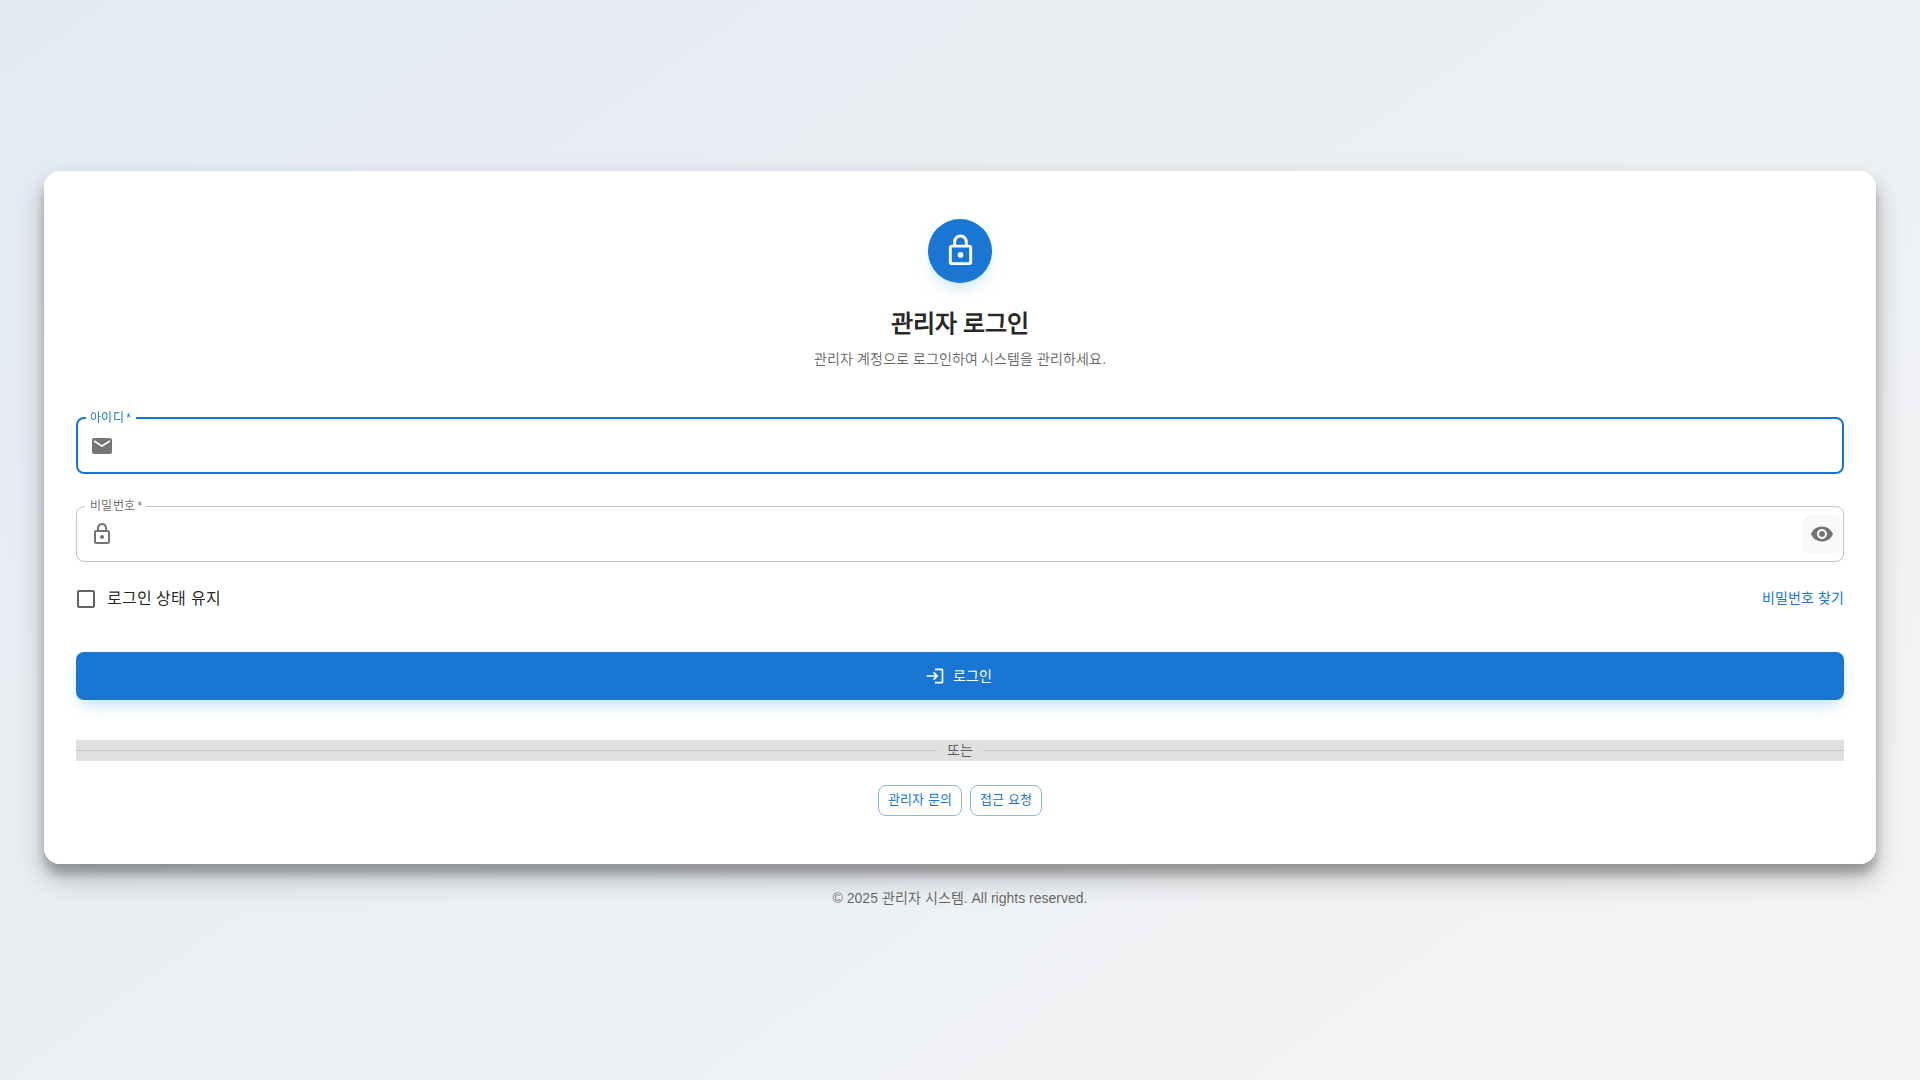 관리자 로그인
관리자 계정으로 로그인하여 시스템을 관리하세요.
아이디 *
비밀번호 *
로그인 상태 유지
비밀번호 찾기
로그인
또는
관리자 문의
접근 요청
© 2025 관리자 시스템. All rights reserved.